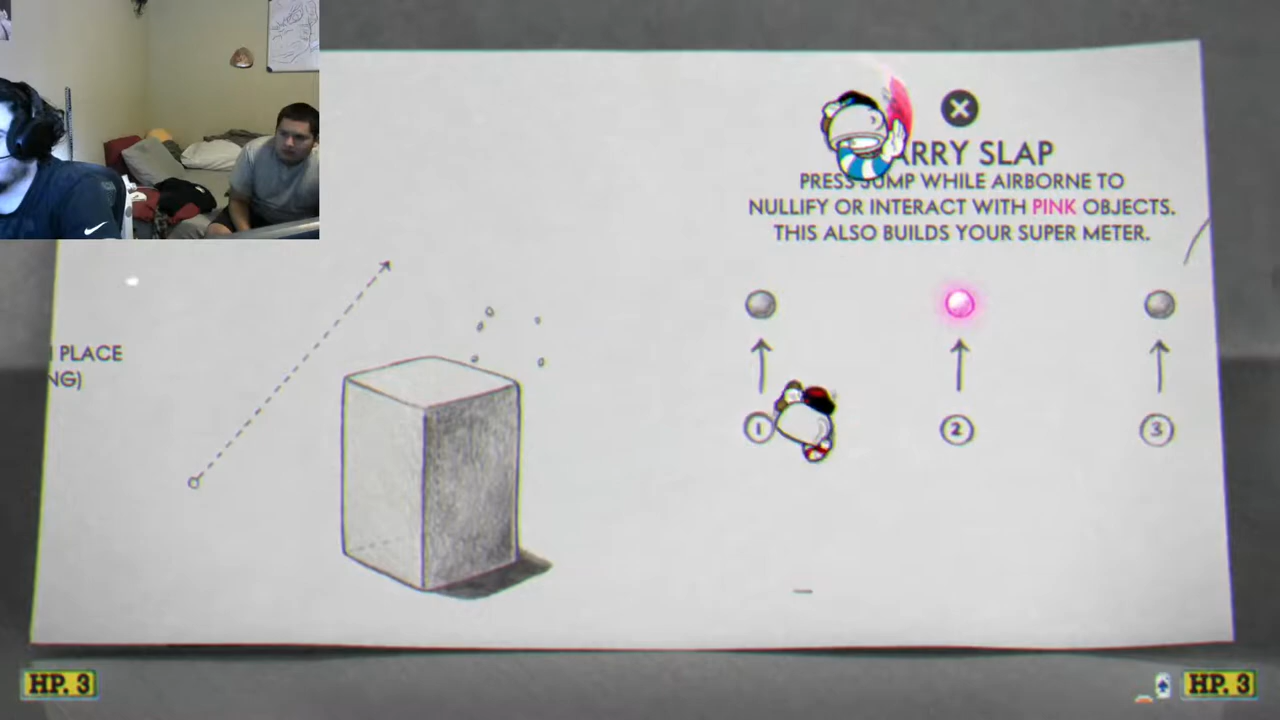 ARRY SLAP
PRESS JUMP WHILE AIRBORNE TO
NULLIFY OR INTERACT WITH PINK OBJECTS.
THIS ALSO BUILDS YOUR SUPER METER.
PLACE
NG)
1 2 3
HP. 3 HP. 3